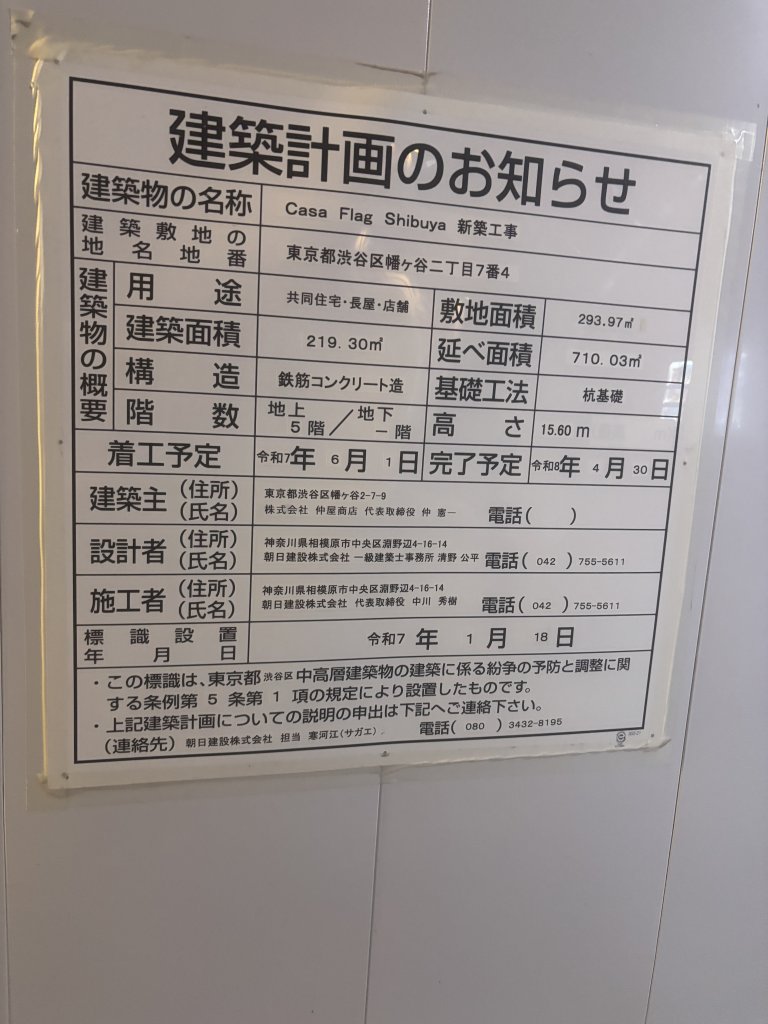 建築計画のお知らせ
建築物の名称 Casa Flag Shibuya 新築工事
建築敷地の地名地番 東京都渋谷区幡ヶ谷二丁目7番4
建築物の概要
用途 共同住宅・長屋・店舗 敷地面積 293.97㎡
建築面積 219.30㎡ 延べ面積 710.03㎡
構造 鉄筋コンクリート造 基礎工法 杭基礎
階数 地上5階/地下一階 高さ 15.60 m
着工予定 令和7年 6月 1日 完了予定 令和8年 4月 30日
建築主(住所)(氏名) 東京都渋谷区幡ヶ谷2-7-9
株式会社 仲屋商店 代表取締役 仲 憲一 電話( )
設計者(住所)(氏名) 神奈川県相模原市中央区淵野辺4-16-14
朝日建設株式会社 一級建築士事務所 清野 公平 電話(042)755-5611
施工者(住所)(氏名) 神奈川県相模原市中央区淵野辺4-16-14
朝日建設株式会社 代表取締役 中川 秀樹 電話(042)755-5611
標識設置年月日 令和7年 1月 18日
・この標識は、東京都渋谷区中高層建築物の建築に係る紛争の予防と調整に関
する条例第5条第1項の規定により設置したものです。
・上記建築計画についての説明の申出は下記へご連絡下さい。
(連絡先)朝日建設株式会社 担当 寒河江(サガエ) 電話(080)3432-8195